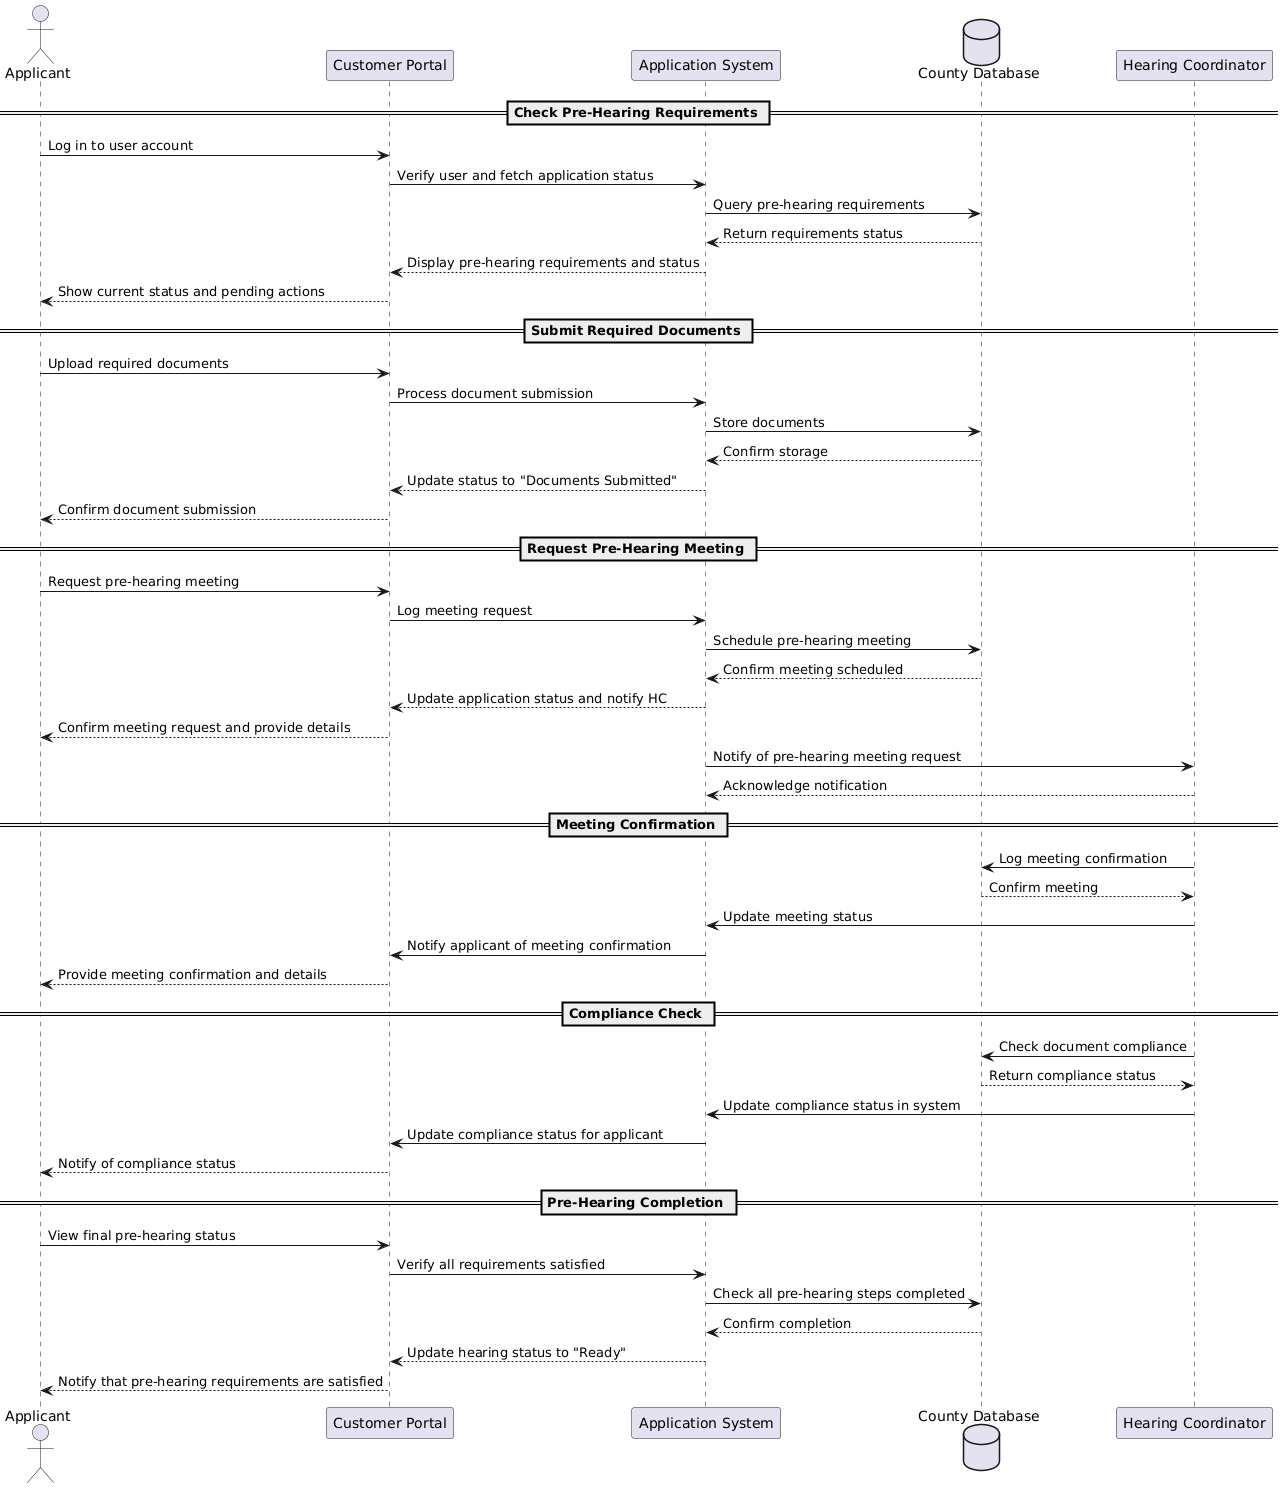 Applicant
Customer Portal
Application System
County Database
Hearing Coordinator
Check Pre-Hearing Requirements
Log in to user account
Verify user and fetch application status
Query pre-hearing requirements
Return requirements status
Display pre-hearing requirements and status
Show current status and pending actions
Submit Required Documents
Upload required documents
Process document submission
Store documents
Confirm storage
Update status to "Documents Submitted"
Confirm document submission
Request Pre-Hearing Meeting
Request pre-hearing meeting
Log meeting request
Schedule pre-hearing meeting
Confirm meeting scheduled
Update application status and notify HC
Confirm meeting request and provide details
Notify of pre-hearing meeting request
Acknowledge notification
Meeting Confirmation
Log meeting confirmation
Confirm meeting
Update meeting status
Notify applicant of meeting confirmation
Provide meeting confirmation and details
Compliance Check
Check document compliance
Return compliance status
Update compliance status in system
Update compliance status for applicant
Notify of compliance status
Pre-Hearing Completion
View final pre-hearing status
Verify all requirements satisfied
Check all pre-hearing steps completed
Confirm completion
Update hearing status to "Ready"
Notify that pre-hearing requirements are satisfied
Applicant
Customer Portal
Application System
County Database
Hearing Coordinator